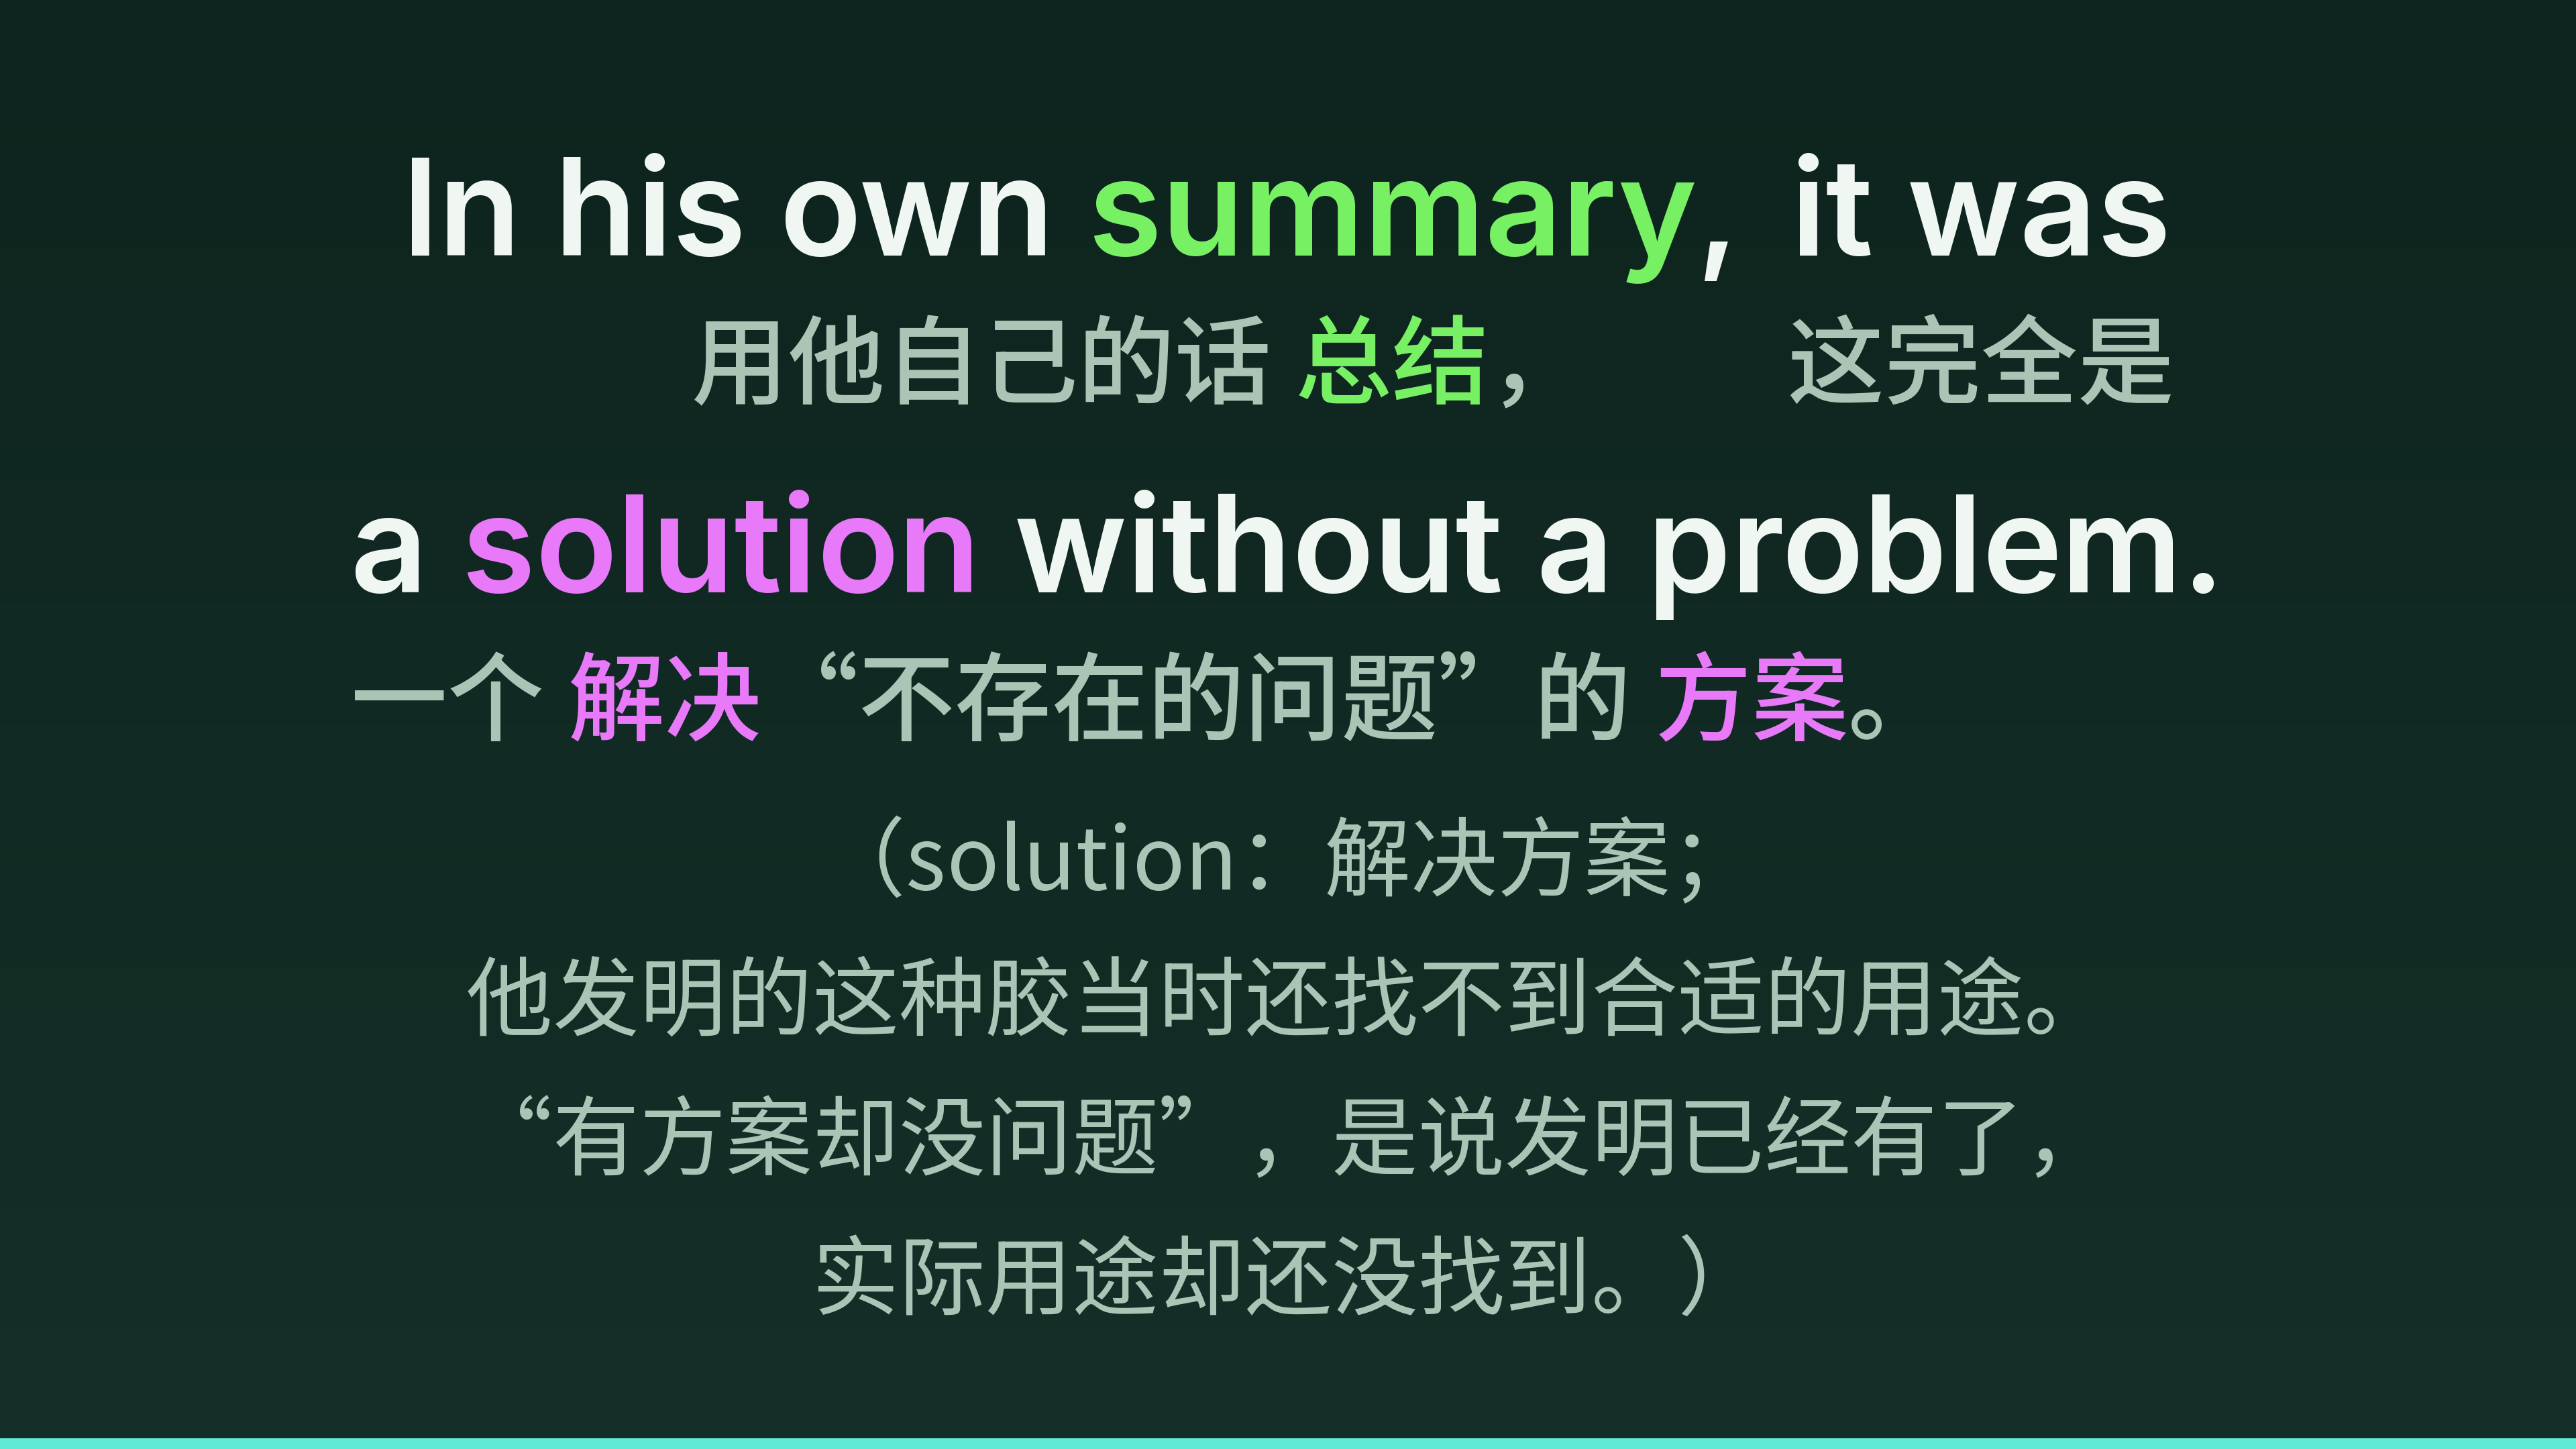 In his own summary, it was
用他自己的话 总结， 这完全是
a solution without a problem.
一个 解决 “不存在的问题” 的 方案。
（solution：解决方案；
他发明的这种胶当时还找不到合适的用途。
“有方案却没问题”，是说发明已经有了，
实际用途却还没找到。）